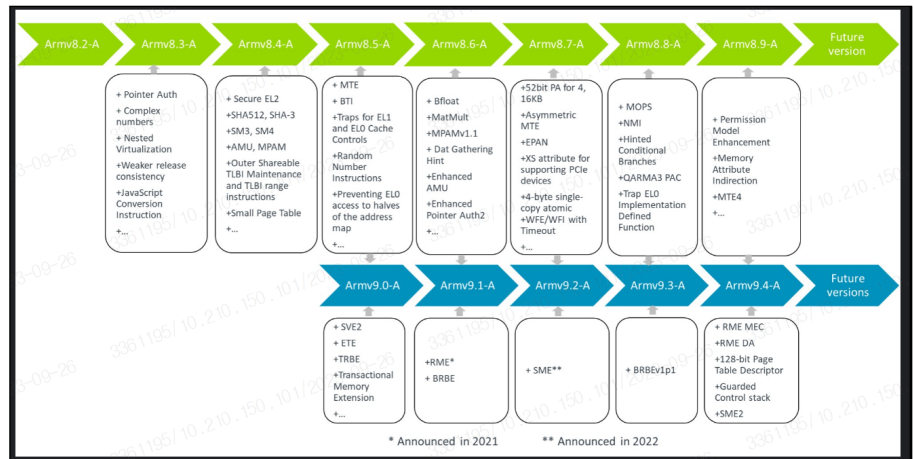 Armv8.2-A
Armv8.3-A
Armv8.4-A
Armv8.5-A
Armv8.6-A
Armv8.7-A
Armv8.8-A
Armv8.9-A
Future
version
+ Pointer Auth
+ Complex
numbers
+ Nested
Virtualization
+Weaker release
consistency
+JavaScript
Conversion
Instruction
+...
+ Secure EL2
+SHA512, SHA-3
+ SM3, SM4
+ AMU, MPAM
+ Outer Shareable
TLBI Maintenance
and TLBI range
instructions
+Small Page Table
+...
+ MTE
+ BTI
+Traps for EL1
and EL0 Cache
Controls
+Random
Number
Instructions
+Preventing EL0
access to halves
of the address
map
+...
+ Bfloat
+ MatMult
+ MPAMv1.1
+ Dat Gathering
Hint
+Enhanced
AMU
+Enhanced
Pointer Auth2
+...
+52bit PA for 4,
16KB
+Asymmetric
MTE
+EPAN
+XS attribute for
supporting PCIe
devices
+4-byte single-
copy atomic
+WFE/WFI with
Timeout
+...
+ MOPS
+ NMI
+ Hinted
Conditional
Branches
+QARMA3 PAC
+Trap EL0
Implementation
Defined
Function
+ Permission
Model
Enhancement
+Memory
Attribute
Indirection
+MTE4
+...
Armv9.0-A
Armv9.1-A
Armv9.2-A
Armv9.3-A
Armv9.4-A
Future
versions
+ SVE2
+ ETE
+TRBE
+Transactional
Memory
Extension
+...
+RME*
+ BRBE
+ SME**
+ BRBEv1p1
+ RME MEC
+RME DA
+128-bit Page
Table Descriptor
+Guarded
Control stack
+SME2
* Announced in 2021
** Announced in 2022